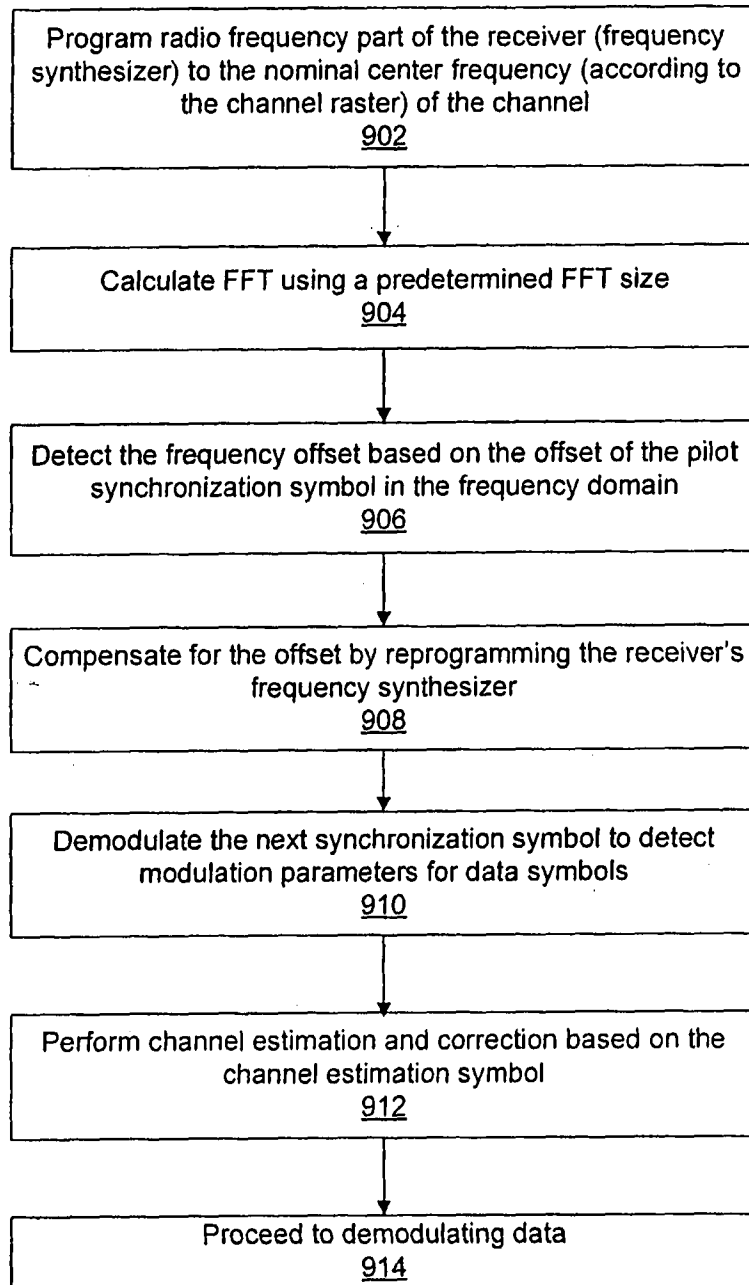 Program radio frequency part of the receiver (frequency
synthesizer) to the nominal center frequency (according to
the channel raster) of the channel
902
Calculate FFT using a predetermined FFT size
904
Detect the frequency offset based on the offset of the pilot
synchronization symbol in the frequency domain
906
Compensate for the offset by reprogramming the receiver's
frequency synthesizer
908
Demodulate the next synchronization symbol to detect
modulation parameters for data symbols
910
Perform channel estimation and correction based on the
channel estimation symbol
912
Proceed to demodulating data
914